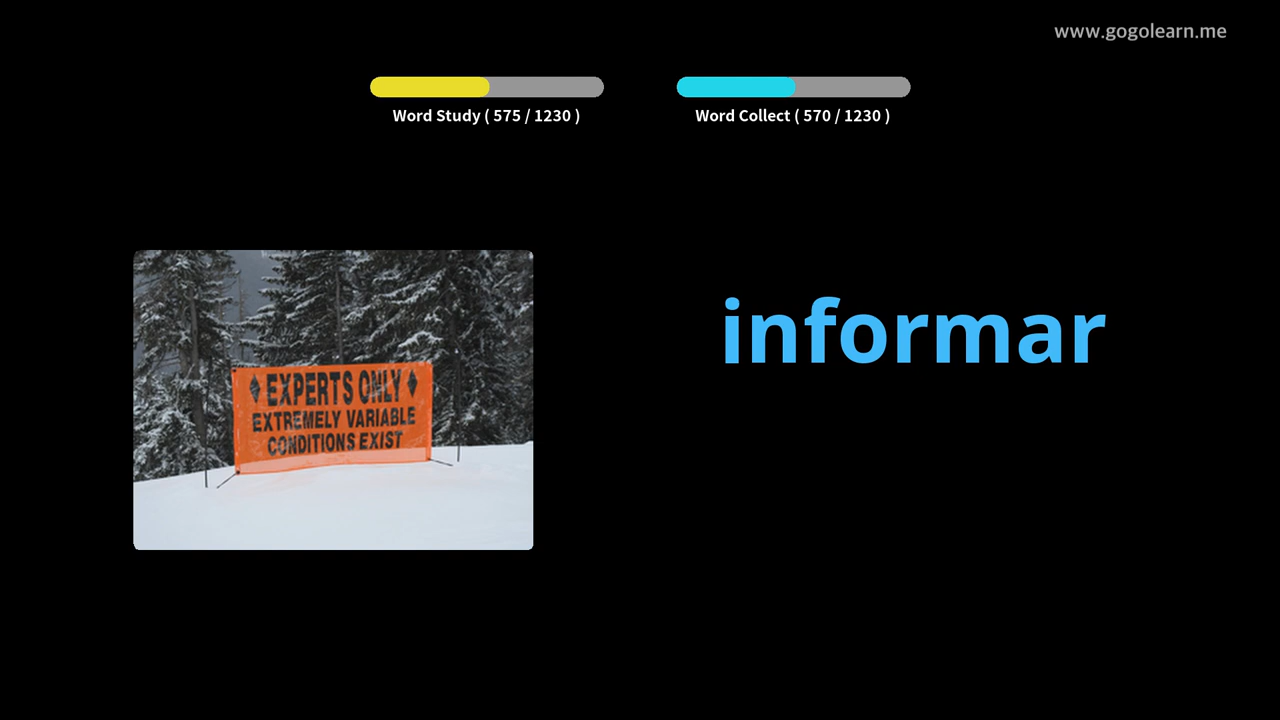 www.gogolearn.me
Word Study ( 575 / 1230 )
Word Collect ( 570 / 1230 )
informar
EXPERTS ONLY
EXTREMELY VARIABLE
CONDITIONS EXIST